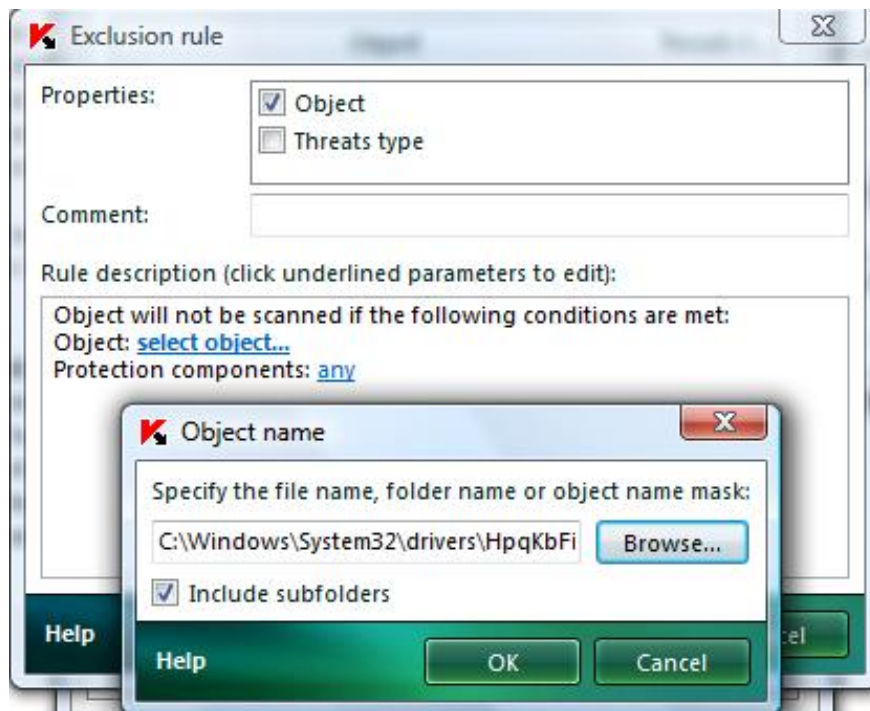 Exclusion rule
Properties:
Object
Threats type
Comment:
Rule description (click underlined parameters to edit):
Object will not be scanned if the following conditions are met:
Object: select object...
Protection components: any
Object name
Specify the file name, folder name or object name mask:
C:\Windows\System32\drivers\HpqKbFi
Browse...
Include subfolders
Help
OK
Cancel
Help